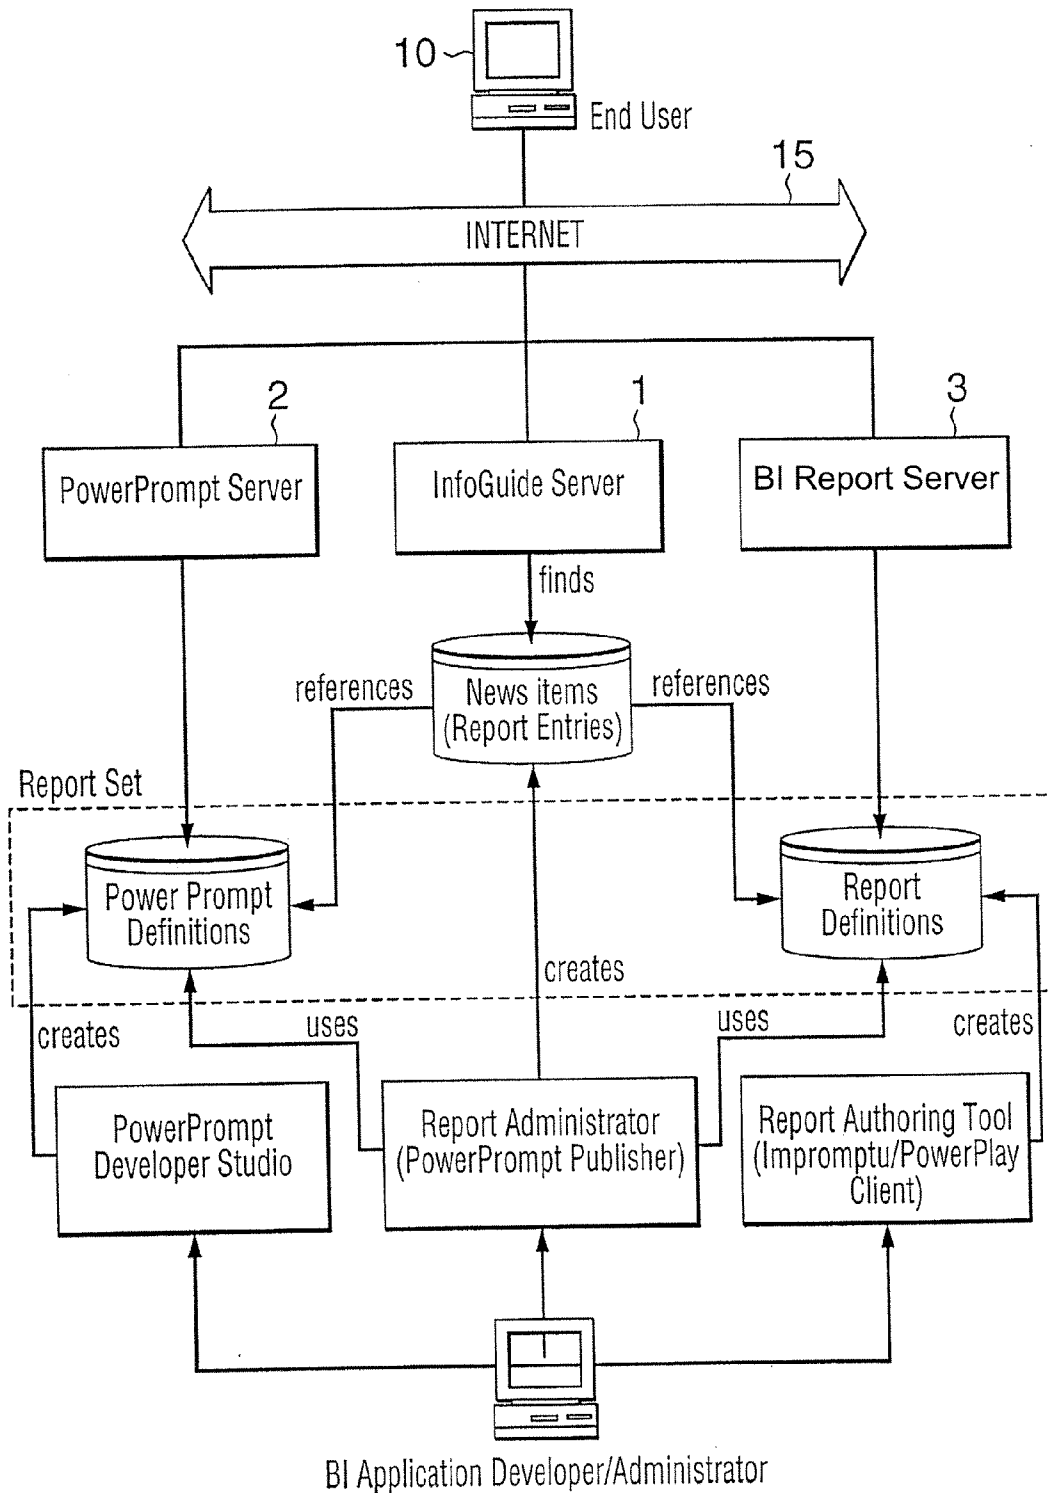 10
End User
15
INTERNET
2
1
3
PowerPrompt Server
InfoGuide Server
BI Report Server
finds
references
News items
(Report Entries)
references
Report Set
Power Prompt
Definitions
Report
Definitions
creates
creates
uses
uses
creates
PowerPrompt
Developer Studio
Report Administrator
(PowerPrompt Publisher)
Report Authoring Tool
(Impromptu/PowerPlay
Client)
BI Application Developer/Administrator